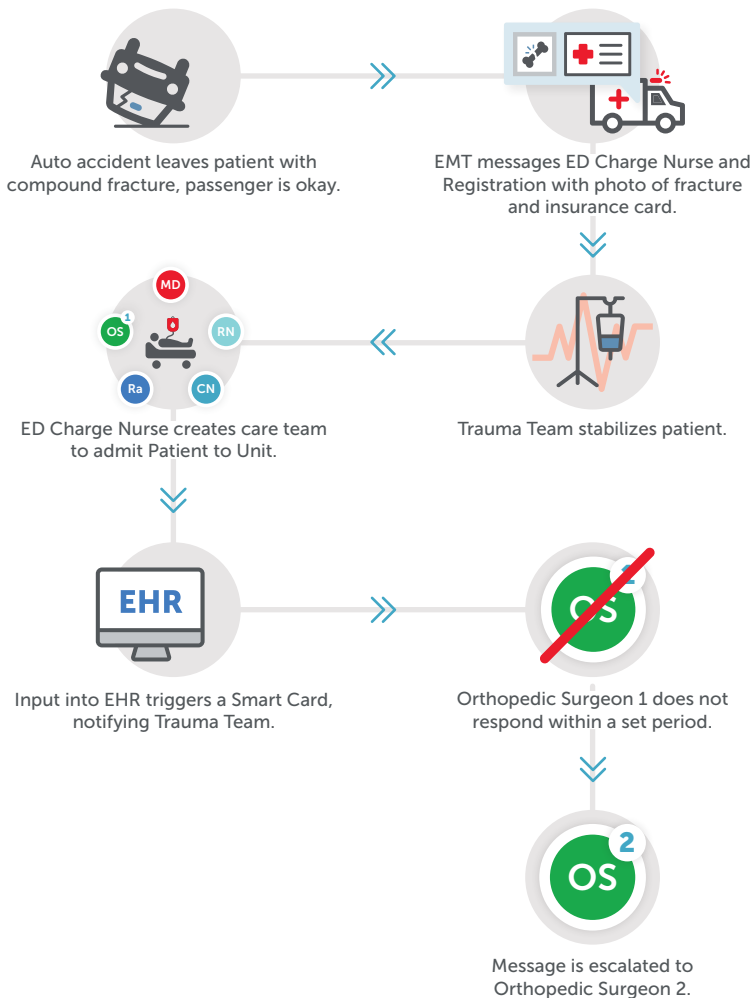 Auto accident leaves patient with
compound fracture, passenger is okay.
EMT messages ED Charge Nurse and
Registration with photo of fracture
and insurance card.
MD
OS 1
RN
Ra
CN
ED Charge Nurse creates care team
to admit Patient to Unit.
Trauma Team stabilizes patient.
EHR
Input into EHR triggers a Smart Card,
notifying Trauma Team.
OS 1
Orthopedic Surgeon 1 does not
respond within a set period.
OS 2
Message is escalated to
Orthopedic Surgeon 2.